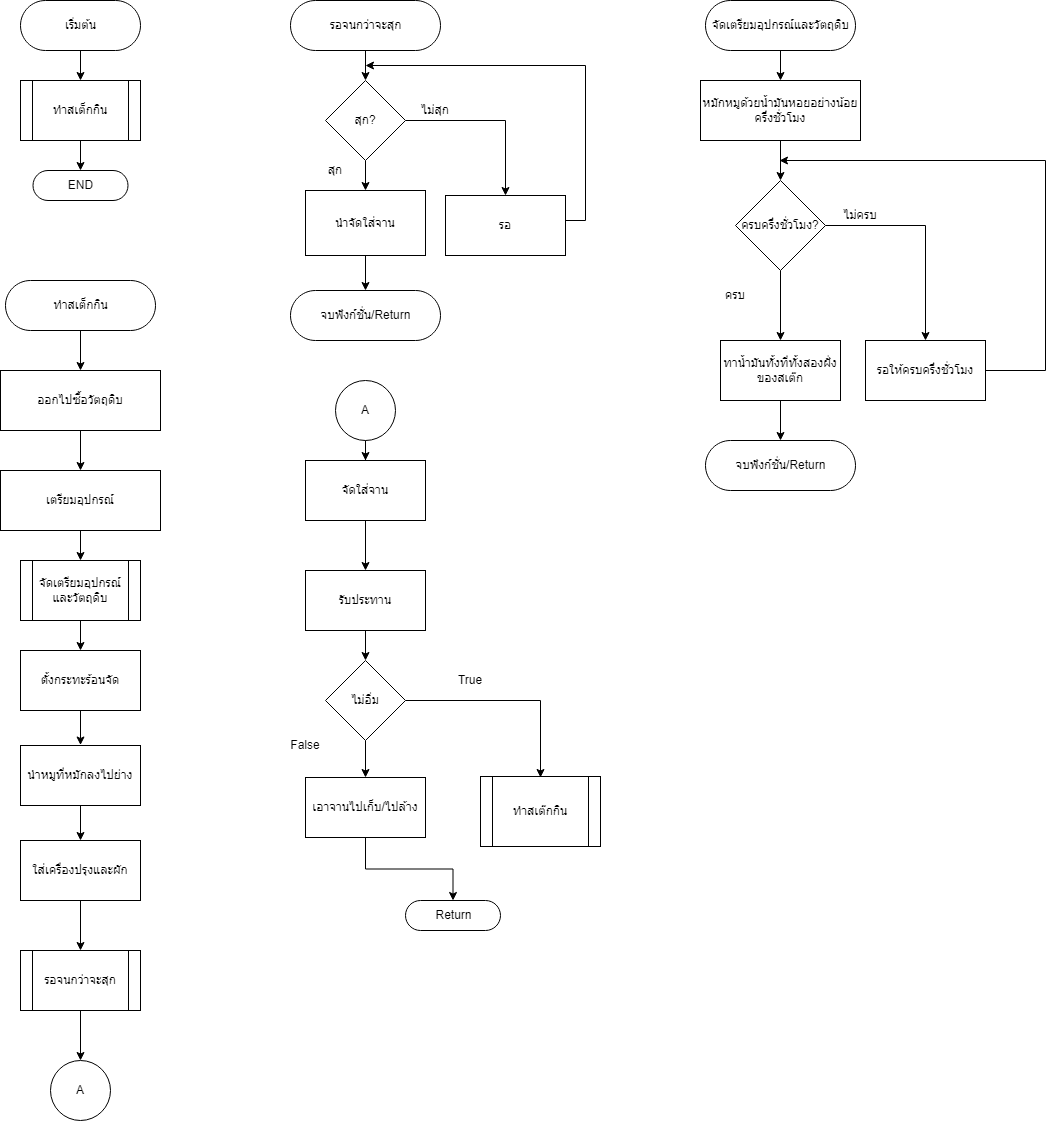 เริ่มต้น
ทำสเต็กกิน
END
ทำสเต็กกิน
ออกไปซื้อวัตถุดิบ
เตรียมอุปกรณ์
จัดเตรียมอุปกรณ์
และวัตถุดิบ
ตั้งกระทะร้อนจัด
นำหมูที่หมักลงไปย่าง
ใส่เครื่องปรุงและผัก
รอจนกว่าจะสุก
A
รอจนกว่าจะสุก
สุก?
ไม่สุก
สุก
นำจัดใส่จาน
รอ
จบฟังก์ชั่น/Return
A
จัดใส่จาน
รับประทาน
ไม่อิ่ม
True
False
เอาจานไปเก็บ/ไปล้าง
ทำสเต๊กกิน
Return
จัดเตรียมอุปกรณ์และวัตถุดิบ
หมักหมูด้วยน้ำมันหอยอย่างน้อย
ครึ่งชั่วโมง
ครบครึ่งชั่วโมง?
ไม่ครบ
ครบ
ทาน้ำมันทั้งที่ทั้งสองฝั่ง
ของสเต๊ก
รอให้ครบครึ่งชั่วโมง
จบฟังก์ชั่น/Return